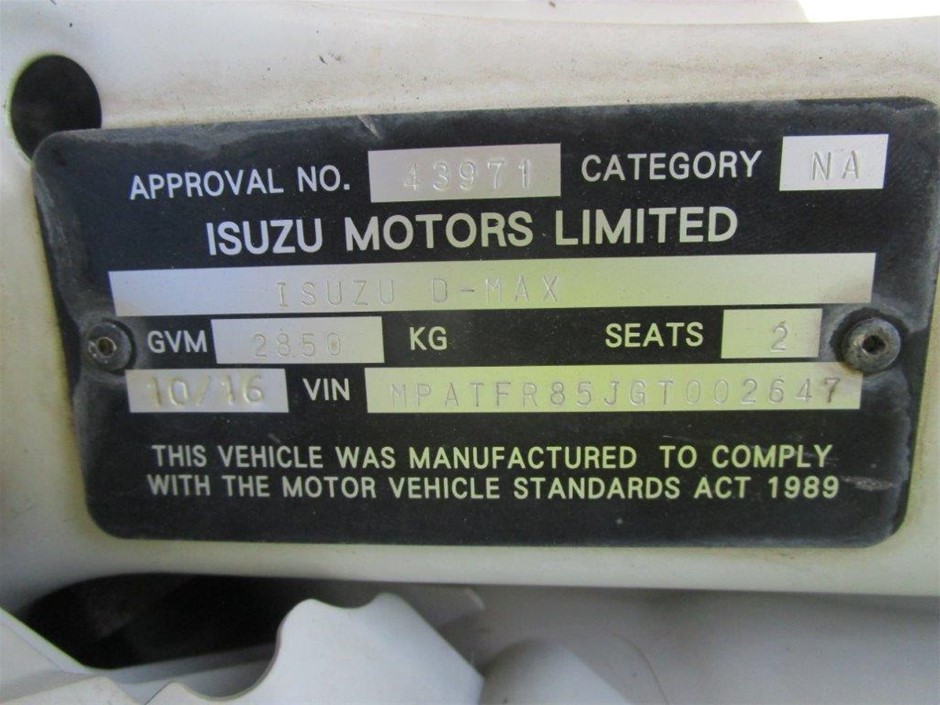 APPROVAL NO. 43971 CATEGORY NA
ISUZU MOTORS LIMITED
ISUZU D-MAX
GVM 2850 KG SEATS 2
10/16 VIN MPATFR85JGT002647
THIS VEHICLE WAS MANUFACTURED TO COMPLY
WITH THE MOTOR VEHICLE STANDARDS ACT 1989